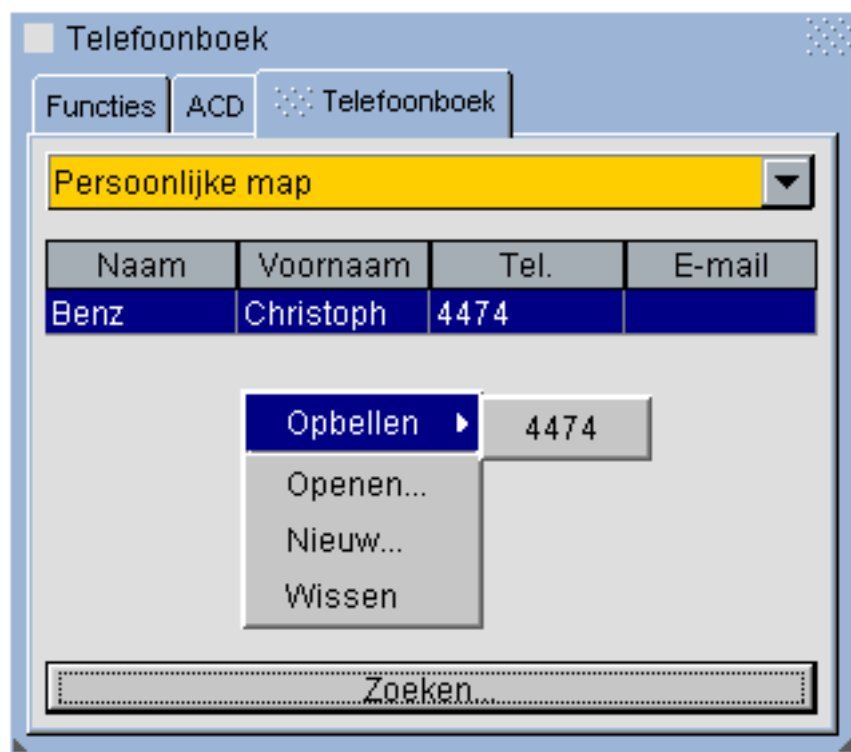 Telefoonboek
Functies ACD Telefoonboek
Persoonlijke map
Naam Voornaam Tel. E-mail
Benz Christoph 4474
Opbellen 4474
Openen...
Nieuw...
Wissen
Zoeken...